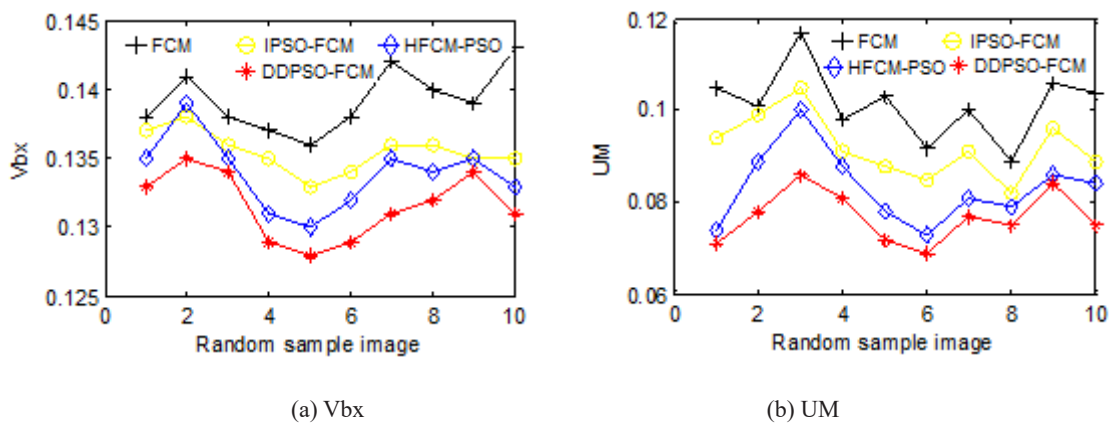 0.145
FCM IPSO-FCM HFCM-PSO
DDPSO-FCM
0.14
0.135
0.13
0.125
Vbx
0 2 4 6 8 10
Random sample image
(a) Vbx
0.12
FCM IPSO-FCM
HFCM-PSO DDPSO-FCM
0.1
0.08
0.06
UM
0 2 4 6 8 10
Random sample image
(b) UM